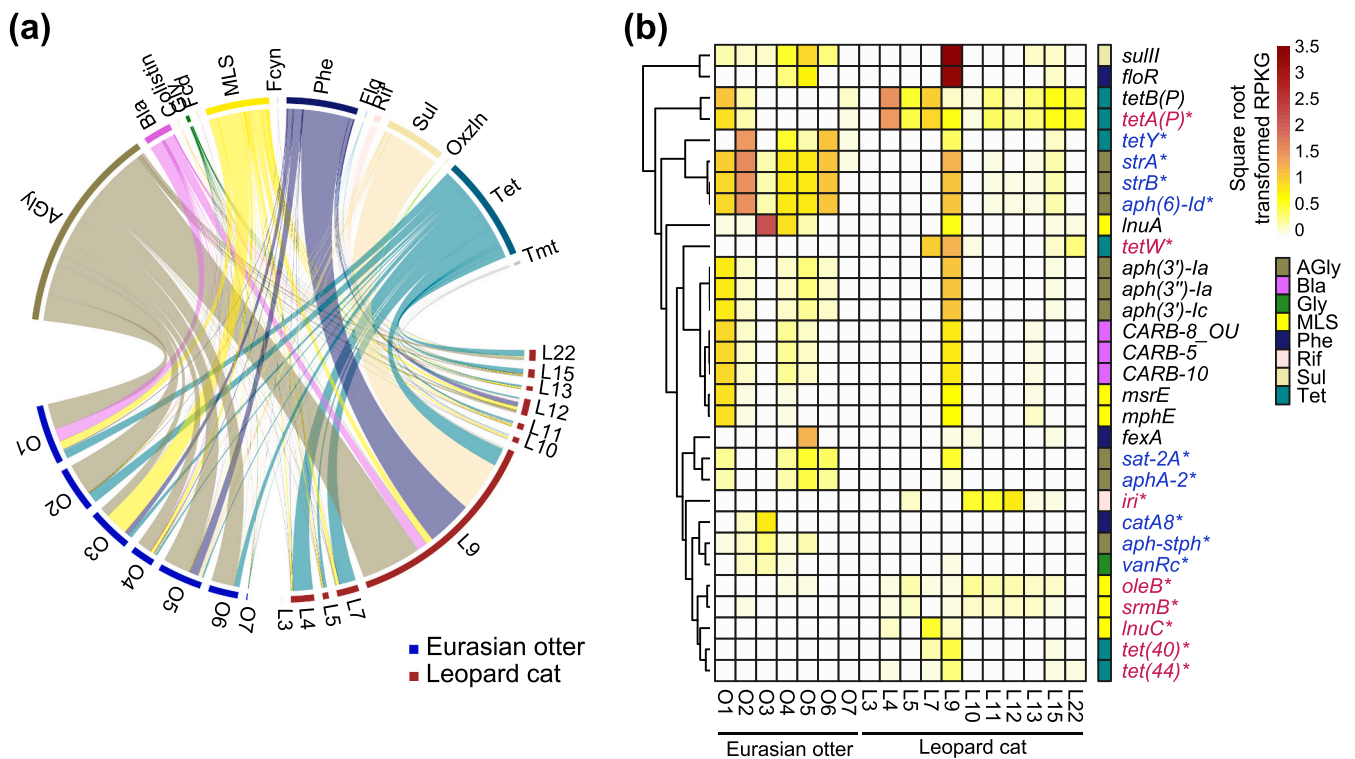 (a)
Bla
Colistin
Gly
Fcd
MLS
Fcyn
Phe
Flq
Rif
Sul
OxzIn
Tet
Tmt
AGly
L22
L15
L13
L12
L11
L10
L9
L7
L5
L4
L3
O7
O6
O5
O4
O3
O2
O1
Eurasian otter
Leopard cat
(b)
sulII
floR
tetB(P)
tetA(P)*
tetY*
strA*
strB*
aph(6)-Id*
lnuA
tetW*
aph(3')-Ia
aph(3'')-Ia
aph(3')-Ic
CARB-8_OU
CARB-5
CARB-10
msrE
mphE
fexA
sat-2A*
aphA-2*
iri*
catA8*
aph-stph*
vanRc*
oleB*
srmB*
lnuC*
tet(40)*
tet(44)*
O1 O2 O3 O4 O5 O6 O7 L3 L4 L5 L7 L9 L10 L11 L12 L13 L15 L22
Eurasian otter
Leopard cat
Square root
transformed RPKG
3.5
3
2.5
2
1.5
1
0.5
0
AGly
Bla
Gly
MLS
Phe
Rif
Sul
Tet